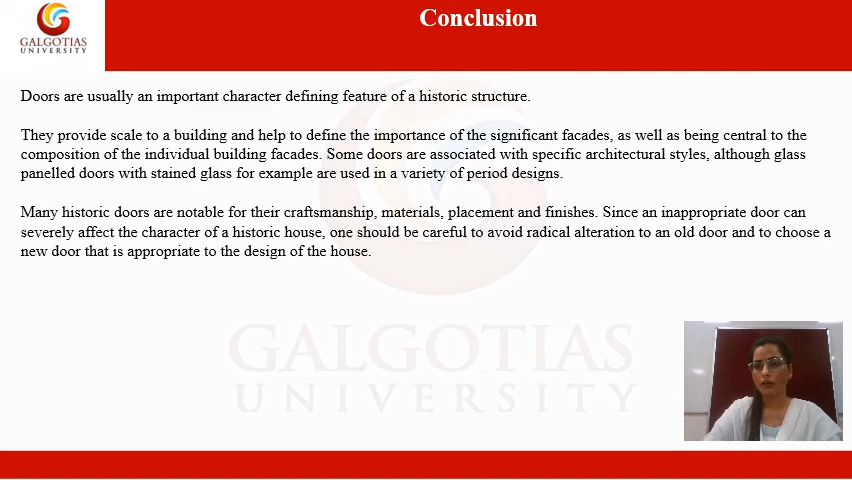 Conclusion
GALGOTIAS
UNIVERSITY
Doors are usually an important character defining feature of a historic structure.
They provide scale to a building and help to define the importance of the significant facades, as well as being central to the
composition of the individual building facades. Some doors are associated with specific architectural styles, although glass
panelled doors with stained glass for example are used in a variety of period designs.
Many historic doors are notable for their craftsmanship, materials, placement and finishes. Since an inappropriate door can
severely affect the character of a historic house, one should be careful to avoid radical alteration to an old door and to choose a
new door that is appropriate to the design of the house.
GALGOTIAS
UNIVERSITY